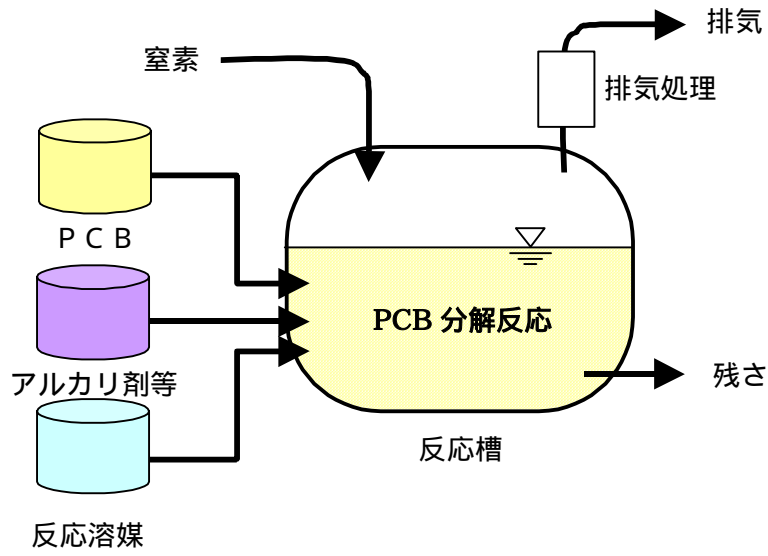 排気
窒素
排気処理
ＰＣＢ
PCB 分解反応
アルカリ剤等
残さ
反応槽
反応溶媒